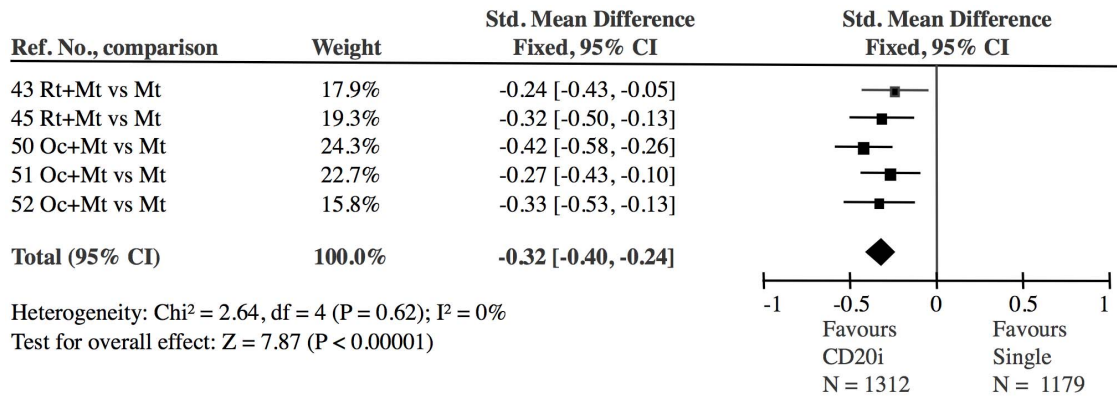 Std. Mean Difference Std. Mean Difference
Ref. No., comparison Weight Fixed, 95% CI Fixed, 95% CI
43 Rt+Mt vs Mt 17.9% -0.24 [-0.43, -0.05]
45 Rt+Mt vs Mt 19.3% -0.32 [-0.50, -0.13]
50 Oc+Mt vs Mt 24.3% -0.42 [-0.58, -0.26]
51 Oc+Mt vs Mt 22.7% -0.27 [-0.43, -0.10]
52 Oc+Mt vs Mt 15.8% -0.33 [-0.53, -0.13]
Total (95% CI) 100.0% -0.32 [-0.40, -0.24]
-1 -0.5 0 0.5 1
Heterogeneity: Chi² = 2.64, df = 4 (P = 0.62); I² = 0%
Test for overall effect: Z = 7.87 (P < 0.00001)
Favours Favours
CD20i Single
N = 1312 N = 1179